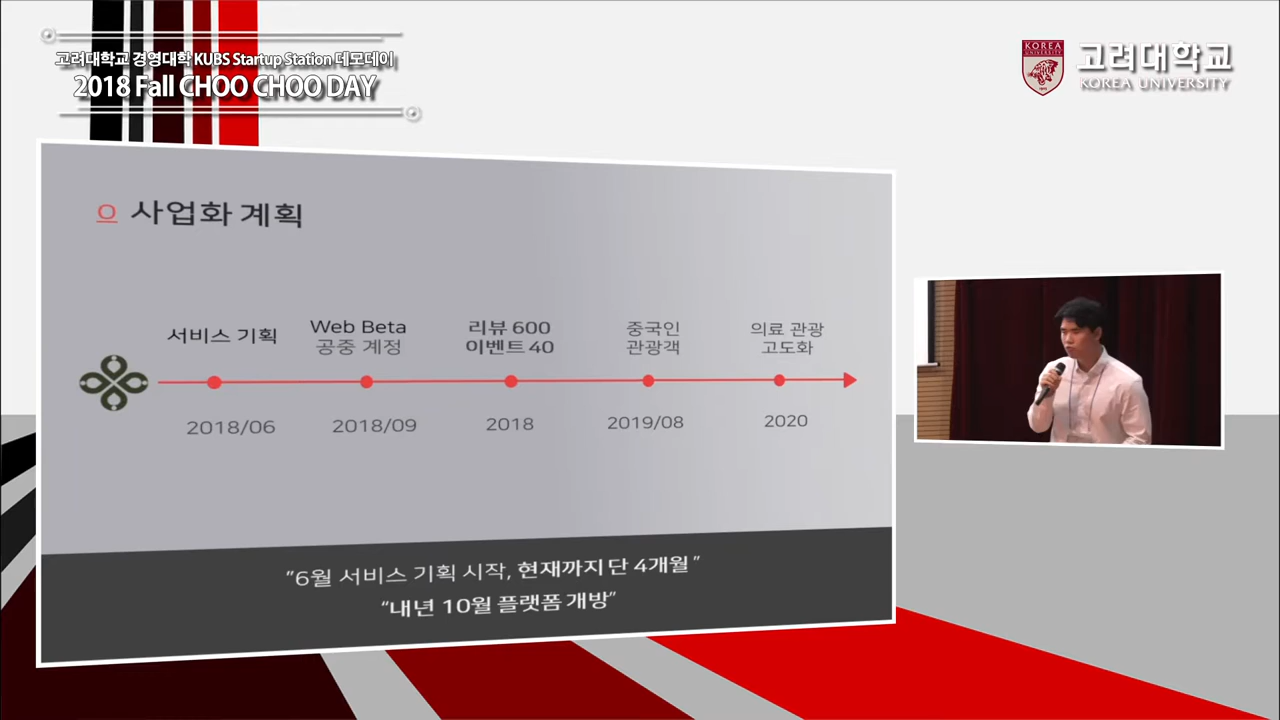 고려대학교 경영대학 KUBS Startup Station 데모데이
2018 Fall CHOO CHOO DAY
KOREA
UNIVERSITY
고려대학교
KOREA UNIVERSITY
사업화 계획
서비스 기획
2018/06
Web Beta
공중 계정
2018/09
리뷰 600
이벤트 40
2018
중국인
관광객
2019/08
의료 관광
고도화
2020
"6월 서비스 기획 시작, 현재까지 단 4개월"
"내년 10월 플랫폼 개방"